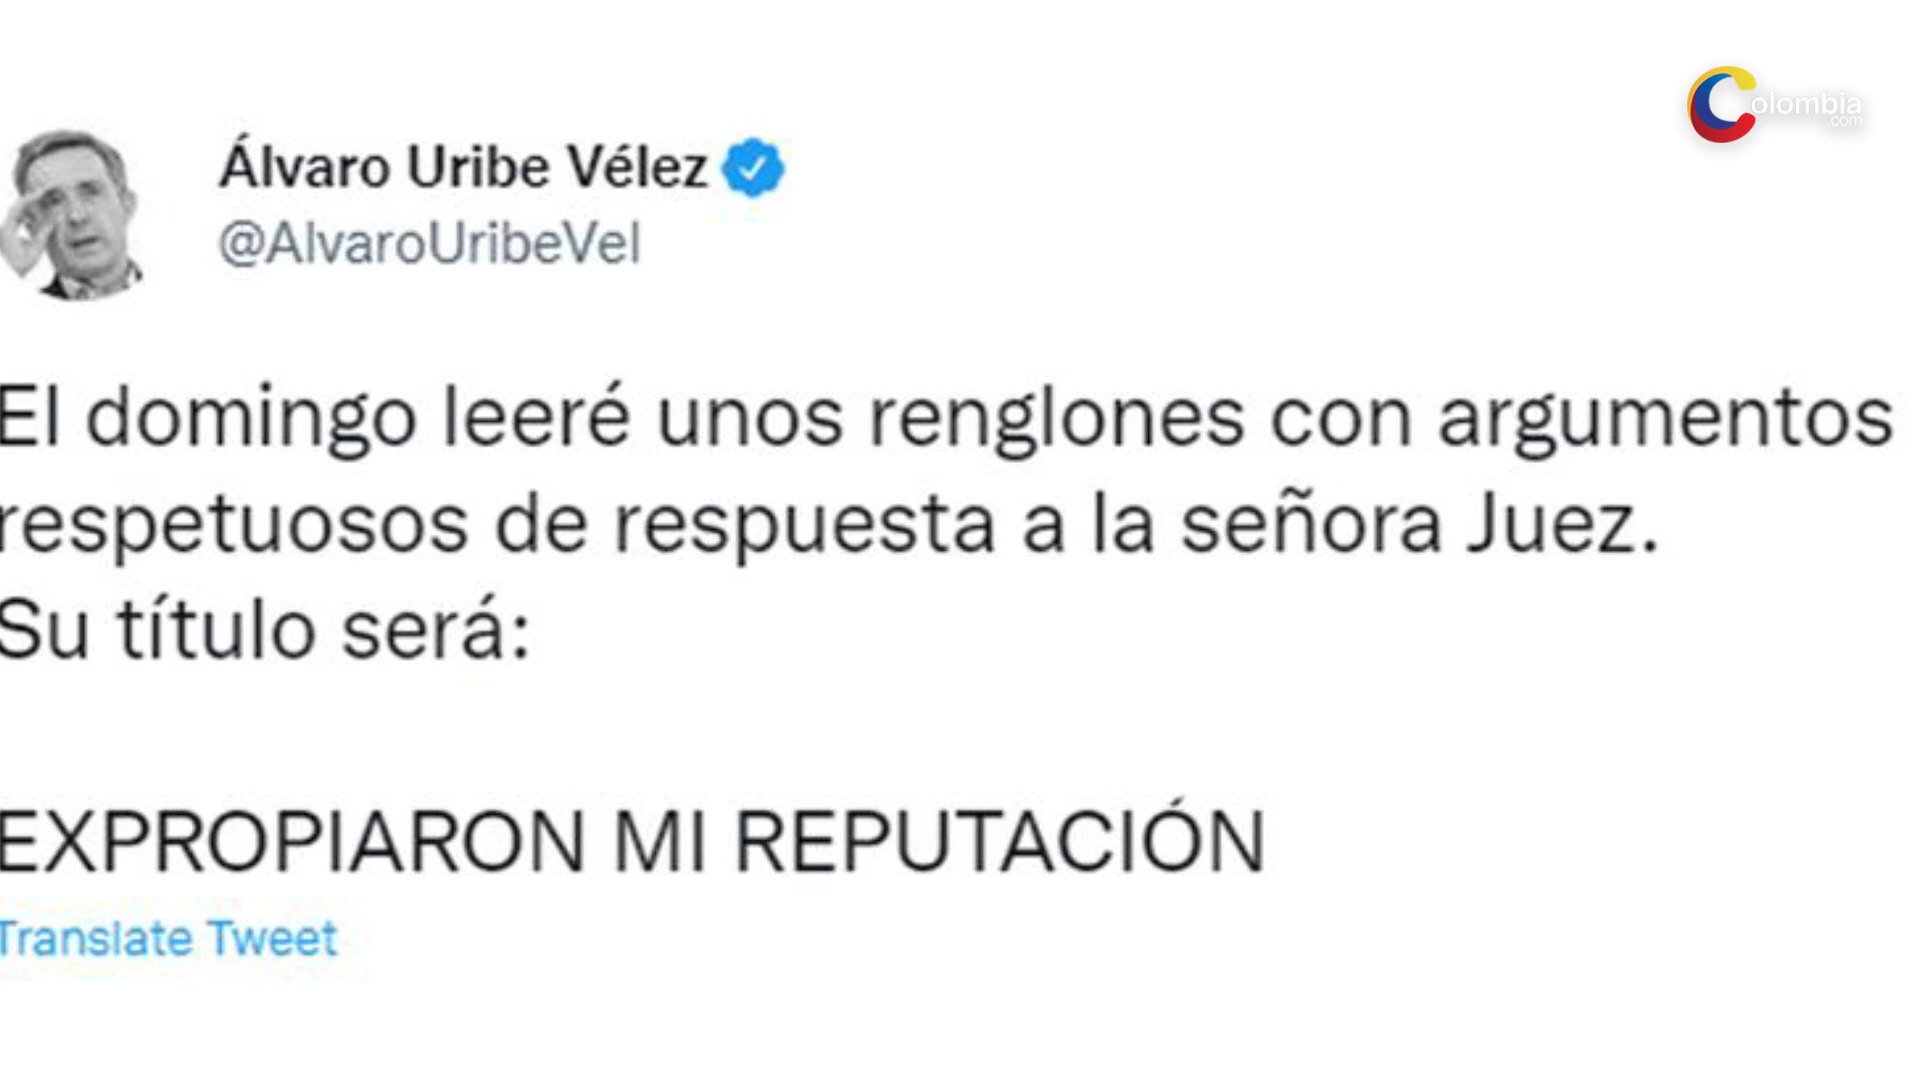 Colombia
.com
Álvaro Uribe Vélez
@AlvaroUribeVel
El domingo leeré unos renglones con argumentos
respetuosos de respuesta a la señora Juez.
Su título será:
EXPROPIARON MI REPUTACIÓN
Translate Tweet